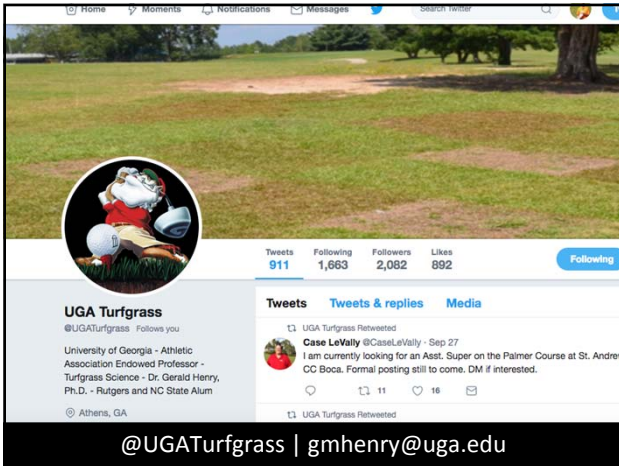 Home Moments Notifications Messages Search Twitter
Tweets Following Followers Likes
911 1,663 2,082 892
Following
UGA Turfgrass
@UGATurfgrass Follows you
University of Georgia - Athletic
Association Endowed Professor -
Turfgrass Science - Dr. Gerald Henry,
Ph.D. - Rutgers and NC State Alum
Athens, GA
Tweets Tweets & replies Media
UGA Turfgrass Retweeted
Case LeVally @CaseLeVally · Sep 27
I am currently looking for an Asst. Super on the Palmer Course at St. Andrew
CC Boca. Formal posting still to come. DM if interested.
11 16
UGA Turfgrass Retweeted
@UGATurfgrass | gmhenry@uga.edu